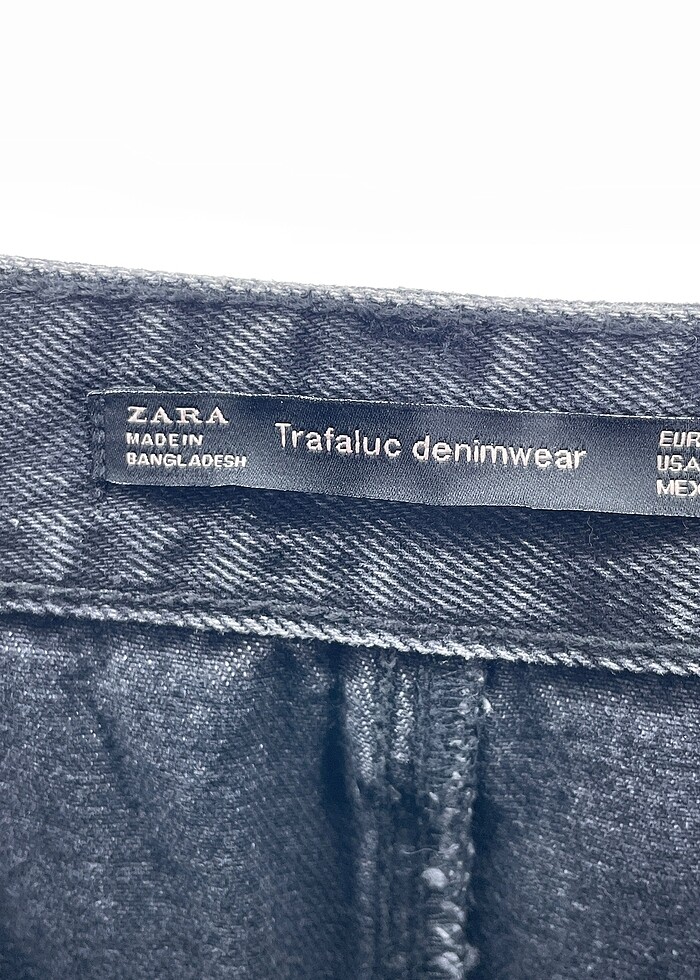 ZARA
MADE IN
BANGLADESH
Trafaluc denimwear
EUR
USA
MEX